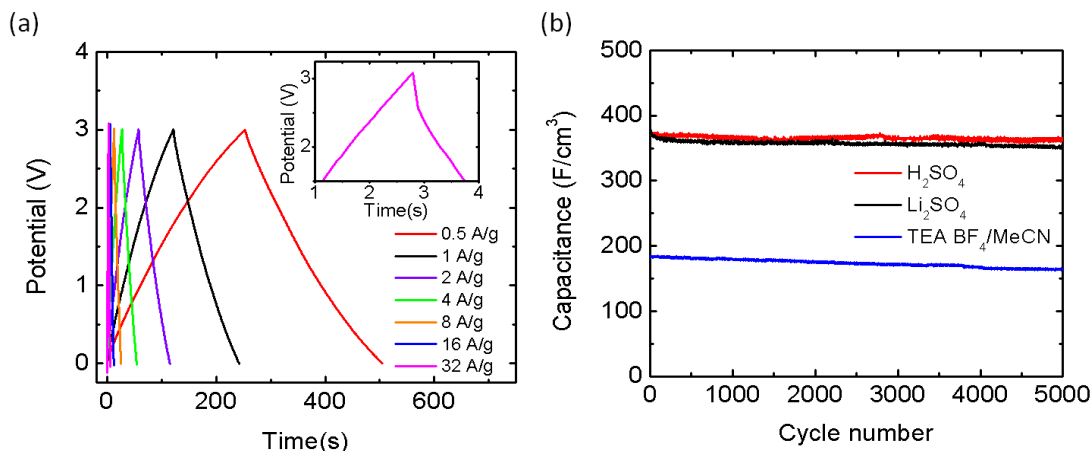 (a)
Potential (V)
4
3
2
1
0
0
200
400
600
Time(s)
Potential (V)
3
2
1
2
3
4
Time(s)
0.5 A/g
1 A/g
2 A/g
4 A/g
8 A/g
16 A/g
32 A/g
(b)
Capacitance (F/cm³)
500
400
300
200
100
0
0
1000
2000
3000
4000
5000
Cycle number
H₂SO₄
Li₂SO₄
TEA BF₄/MeCN